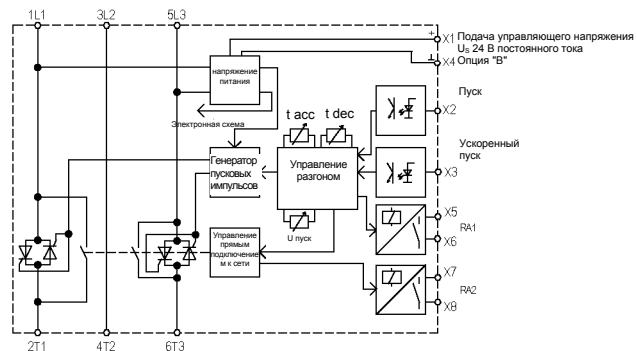 1L1 3L2 5L3
+ X1 Подача управляющего напряжения
Us 24 В постоянного тока
X4 Опция "В"
напряжение
питания
Электронная схема
Пуск
X2
t acc t dec
Ускоренный
пуск
X3
Генератор
пусковых
импульсов
Управление
разгоном
U пуск
X5
RA1
X6
Управление
прямым
подключение
м к сети
X7
RA2
X8
2T1 4T2 6T3